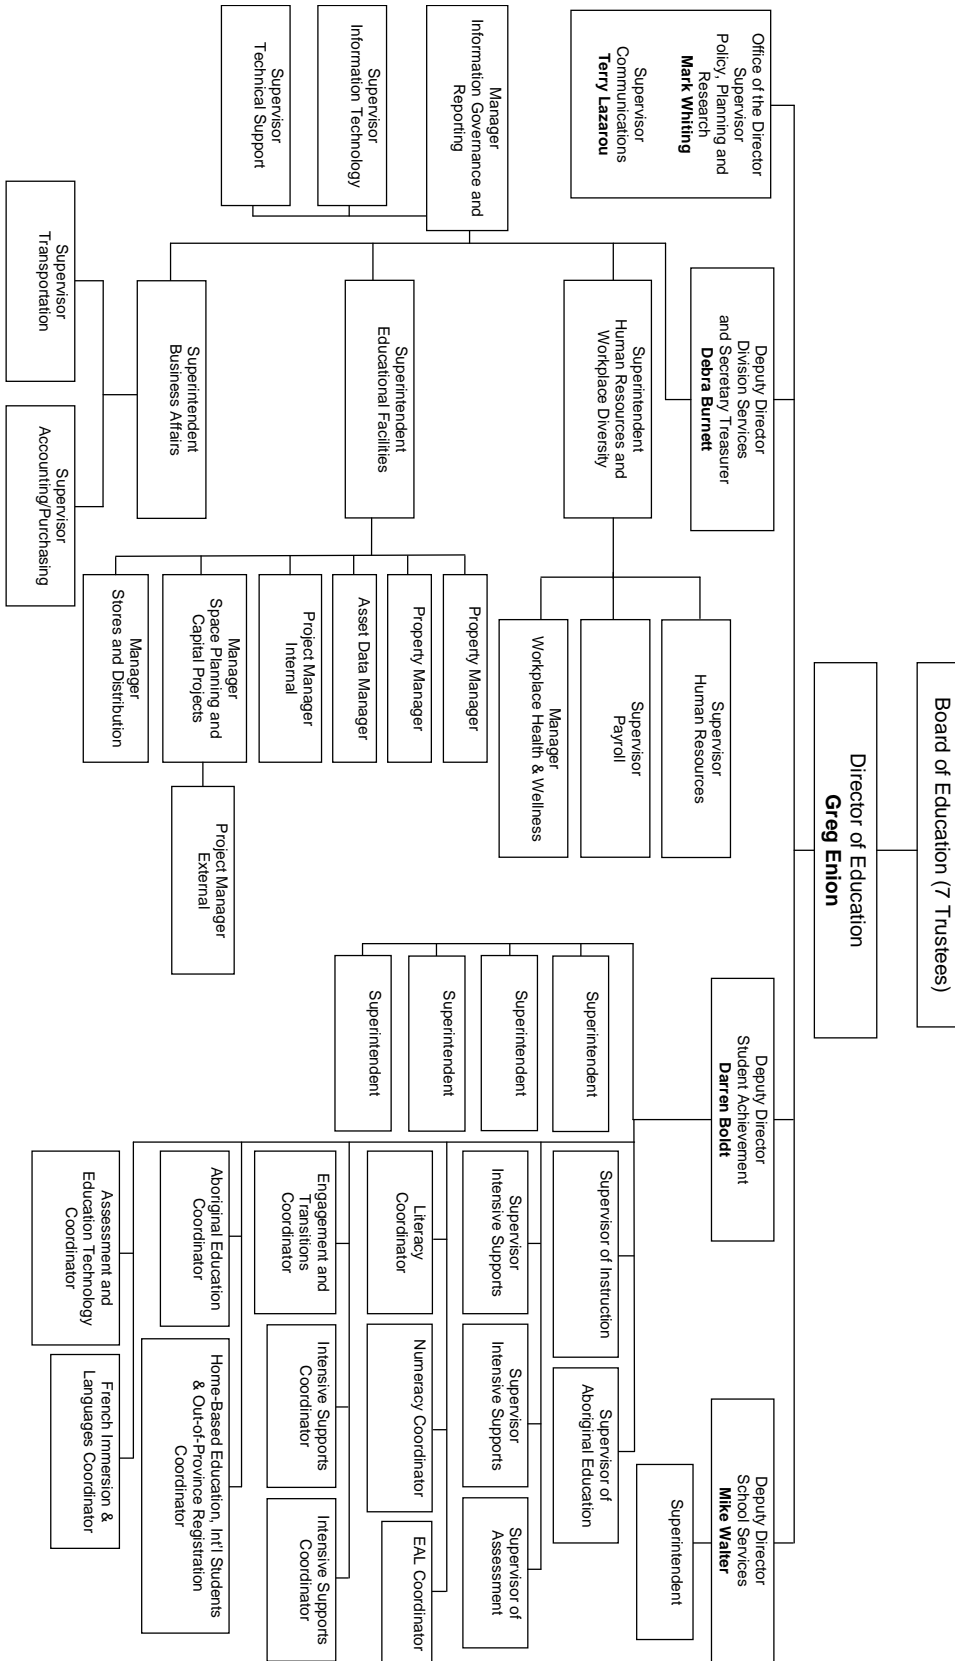 Board of Education (7 Trustees)
Director of Education
Greg Enion
Office of the Director
Supervisor
Policy, Planning and
Research
Mark Whiting
Supervisor
Communications
Terry Lazarou
Deputy Director
Division Services
and Secretary Treasurer
Debra Burnett
Deputy Director
Student Achievement
Darren Boldt
Deputy Director
School Services
Mike Walter
Manager
Information Governance and
Reporting
Supervisor
Information Technology
Supervisor
Technical Support
Superintendent
Human Resources and
Workplace Diversity
Supervisor
Human Resources
Supervisor
Payroll
Manager
Workplace Health & Wellness
Superintendent
Educational Facilities
Property Manager
Property Manager
Asset Data Manager
Project Manager
Internal
Manager
Space Planning and
Capital Projects
Manager
Stores and Distribution
Project Manager
External
Superintendent
Business Affairs
Supervisor
Transportation
Supervisor
Accounting/Purchasing
Superintendent
Superintendent
Superintendent
Superintendent
Supervisor of Instruction
Supervisor of
Aboriginal Education
Supervisor
Intensive Supports
Supervisor
Intensive Supports
Supervisor of
Assessment
Literacy
Coordinator
Numeracy Coordinator
EAL Coordinator
Engagement and
Transitions
Coordinator
Intensive Supports
Coordinator
Intensive Supports
Coordinator
Aboriginal Education
Coordinator
Home-Based Education, Int'l Students
& Out-of-Province Registration
Coordinator
Assessment and
Education Technology
Coordinator
French Immersion &
Languages Coordinator
Superintendent